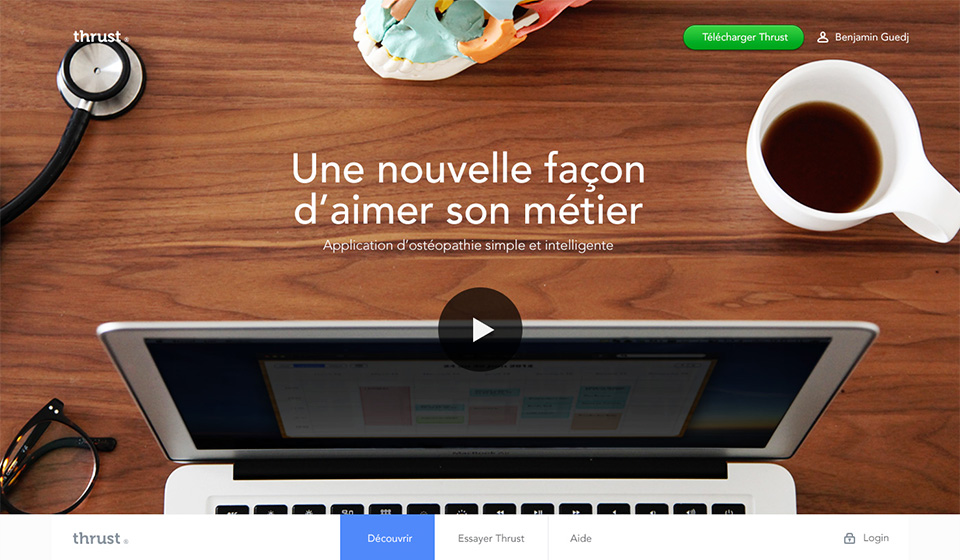 thrust ®
Télécharger Thrust
Benjamin Guedj
Une nouvelle façon
d'aimer son métier
Application d'ostéopathie simple et intelligente
thrust ®
Découvrir
Essayer Thrust
Aide
Login